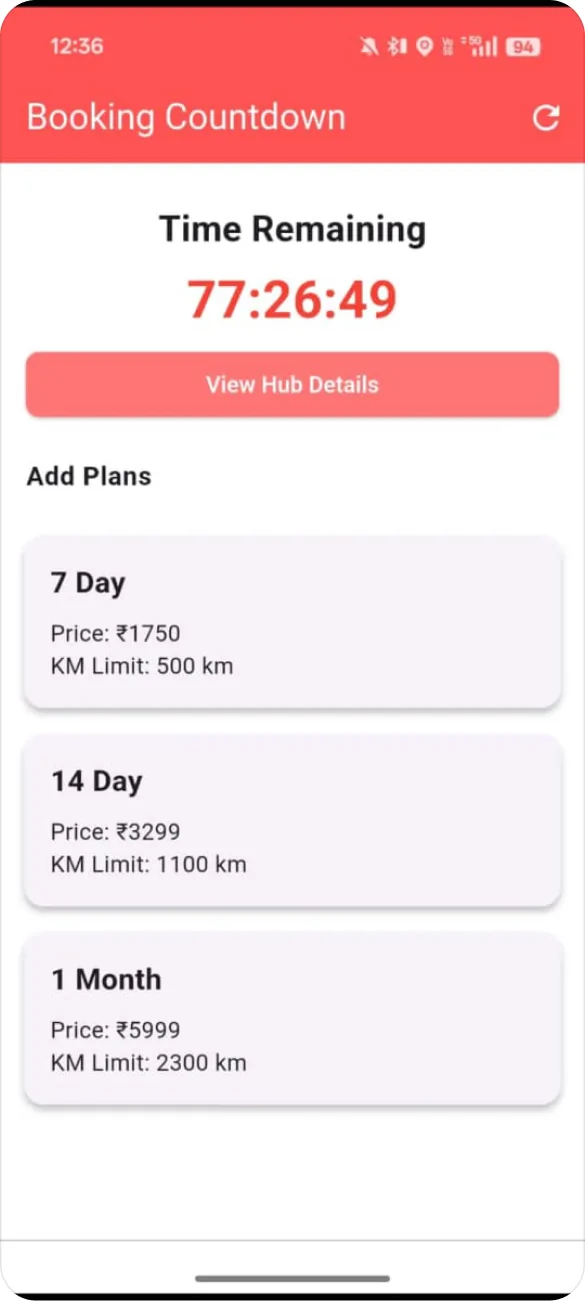 12:36
5G 94
Booking Countdown
Time Remaining
77:26:49
View Hub Details
Add Plans
7 Day
Price: ₹1750
KM Limit: 500 km
14 Day
Price: ₹3299
KM Limit: 1100 km
1 Month
Price: ₹5999
KM Limit: 2300 km